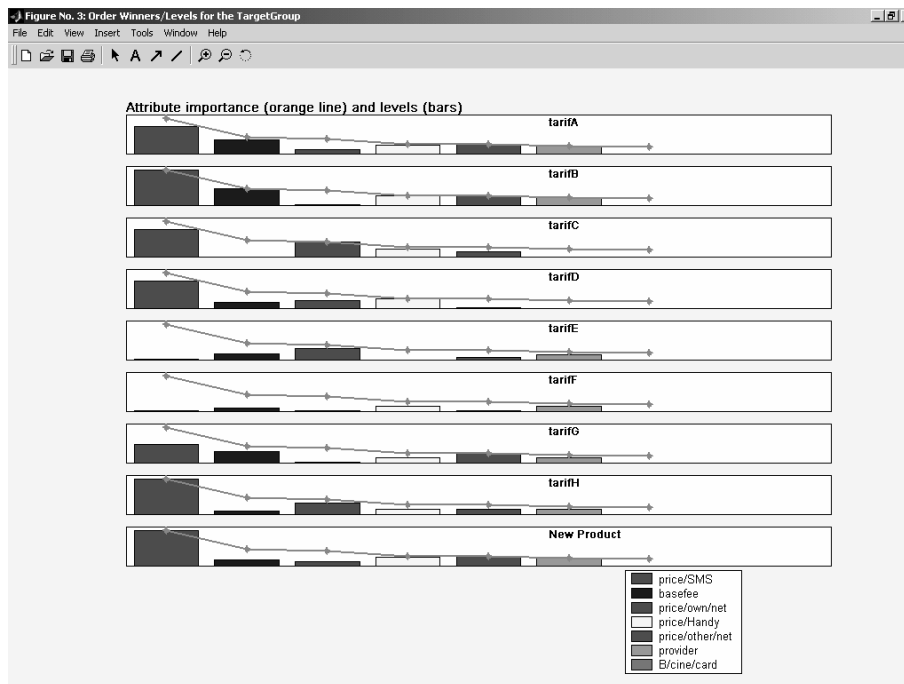 Figure No. 3: Order Winners/Levels for the TargetGroup
File Edit View Insert Tools Window Help
A
Attribute importance (orange line) and levels (bars)
tarifA
tarifB
tarifC
tarifD
tarifE
tarifF
tarifG
tarifH
New Product
price/SMS
basefee
price/own/net
price/Handy
price/other/net
provider
B/cine/card